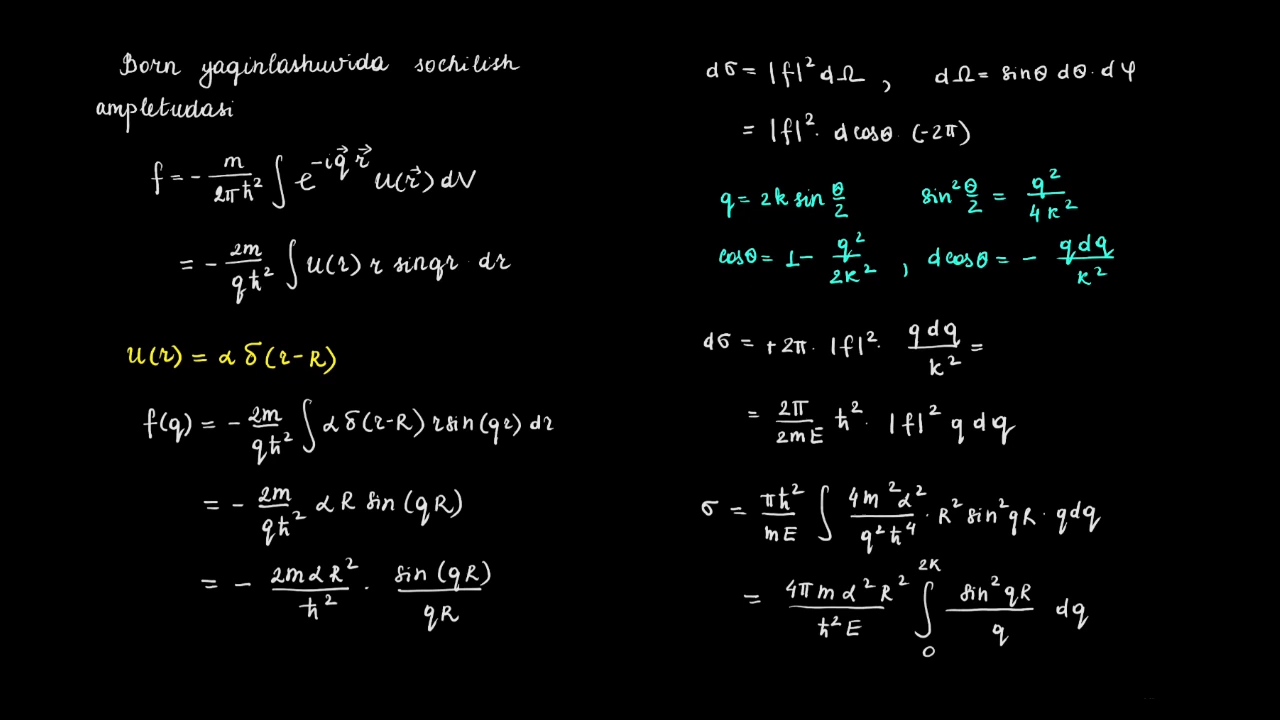 Born yaqinlashuvida sochilish
ampletudasi
f = - m/(2πħ²) ∫ e^(-i q⃗ r⃗) U(r⃗) dV
= - 2m/(qħ²) ∫ U(r) r sinqr · dr
U(r) = α δ(r-R)
f(q) = - 2m/(qħ²) ∫ α δ(r-R) r sin(qr) dr
= - 2m/(qħ²) α R sin(qR)
= - 2mαR²/ħ² · sin(qR)/(qR)
dσ = |f|² dΩ , dΩ = sinθ dθ · dφ
= |f|² · dcosθ · (-2π)
q = 2k sin θ/2 sin² θ/2 = q²/(4k²)
cosθ = 1 - q²/(2k²) , dcosθ = - qdq/k²
dσ = +2π · |f|² · qdq/k² =
= 2π/(2mE) ħ² · |f|² q dq
σ = πħ²/(mE) ∫ 4m²α²/(q²ħ⁴) · R² sin²qR · qdq
= 4πmα²R²/(ħ²E) ∫₀^(2k) sin²qR/q dq